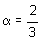 α = 2/3